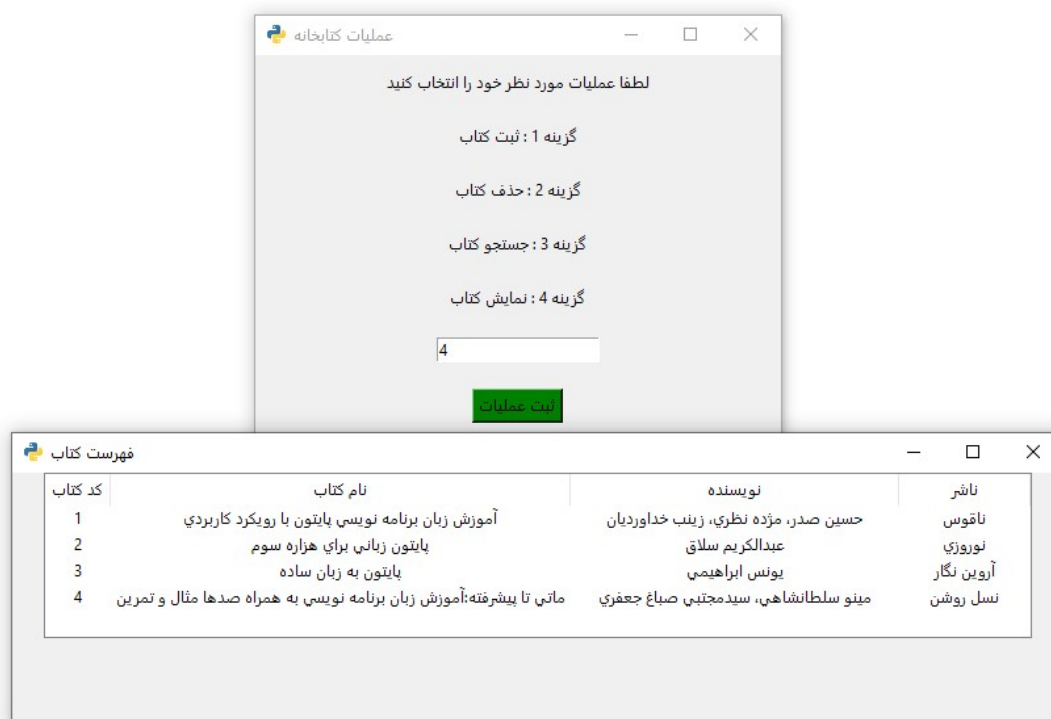 عملیات کتابخانه
لطفا عملیات مورد نظر خود را انتخاب کنید
گزینه 1 : ثبت کتاب
گزینه 2 : حذف کتاب
گزینه 3 : جستجو کتاب
گزینه 4 : نمایش کتاب
4
ثبت عملیات
فهرست کتاب
کد کتاب نام کتاب نویسنده ناشر
1 آموزش زبان برنامه نويسي پايتون با رويكرد كاربردي حسين صدر، مژده نظري، زينب خداورديان ناقوس
2 پايتون زباني براي هزاره سوم عبدالكريم سلاق نوروزي
3 پايتون به زبان ساده يونس ابراهيمي آروين نگار
4 ماتي تا پيشرفته:آموزش زبان برنامه نويسي به همراه صدها مثال و تمرين مينو سلطانشاهي، سيدمجتبي صباغ جعفري نسل روشن